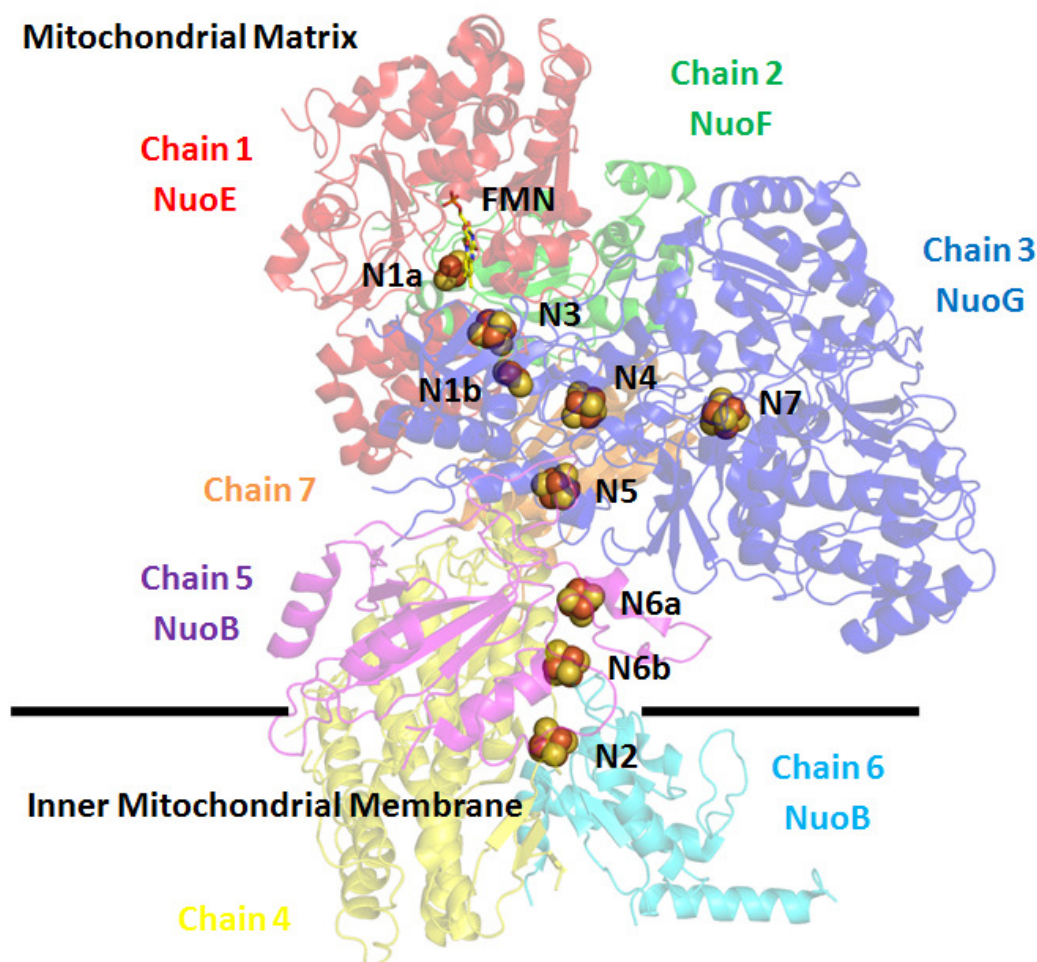 Mitochondrial Matrix
Chain 2
NuoF
Chain 1
NuoE
FMN
Chain 3
NuoG
N1a
N3
N1b
N4
N7
Chain 7
N5
Chain 5
NuoB
N6a
N6b
N2
Chain 6
NuoB
Inner Mitochondrial Membrane
Chain 4